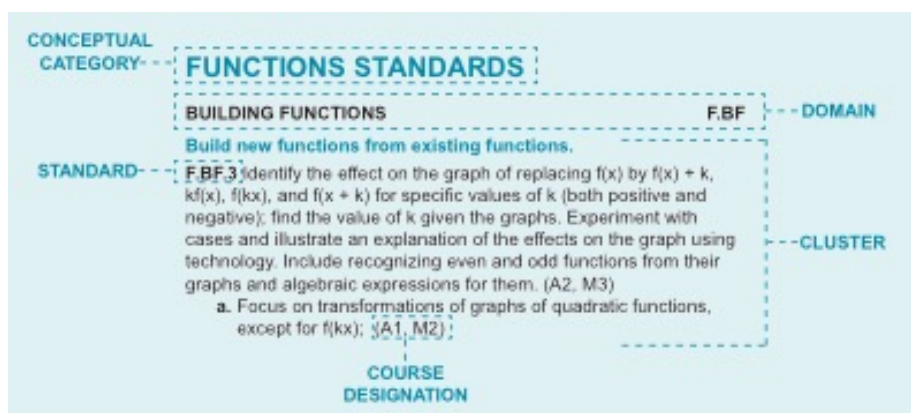 CONCEPTUAL
CATEGORY
FUNCTIONS STANDARDS
BUILDING FUNCTIONS F.BF
DOMAIN
Build new functions from existing functions.
STANDARD
F.BF.3 Identify the effect on the graph of replacing f(x) by f(x) + k,
kf(x), f(kx), and f(x + k) for specific values of k (both positive and
negative); find the value of k given the graphs. Experiment with
cases and illustrate an explanation of the effects on the graph using
technology. Include recognizing even and odd functions from their
graphs and algebraic expressions for them. (A2, M3)
CLUSTER
a. Focus on transformations of graphs of quadratic functions,
except for f(kx); (A1, M2)
COURSE
DESIGNATION